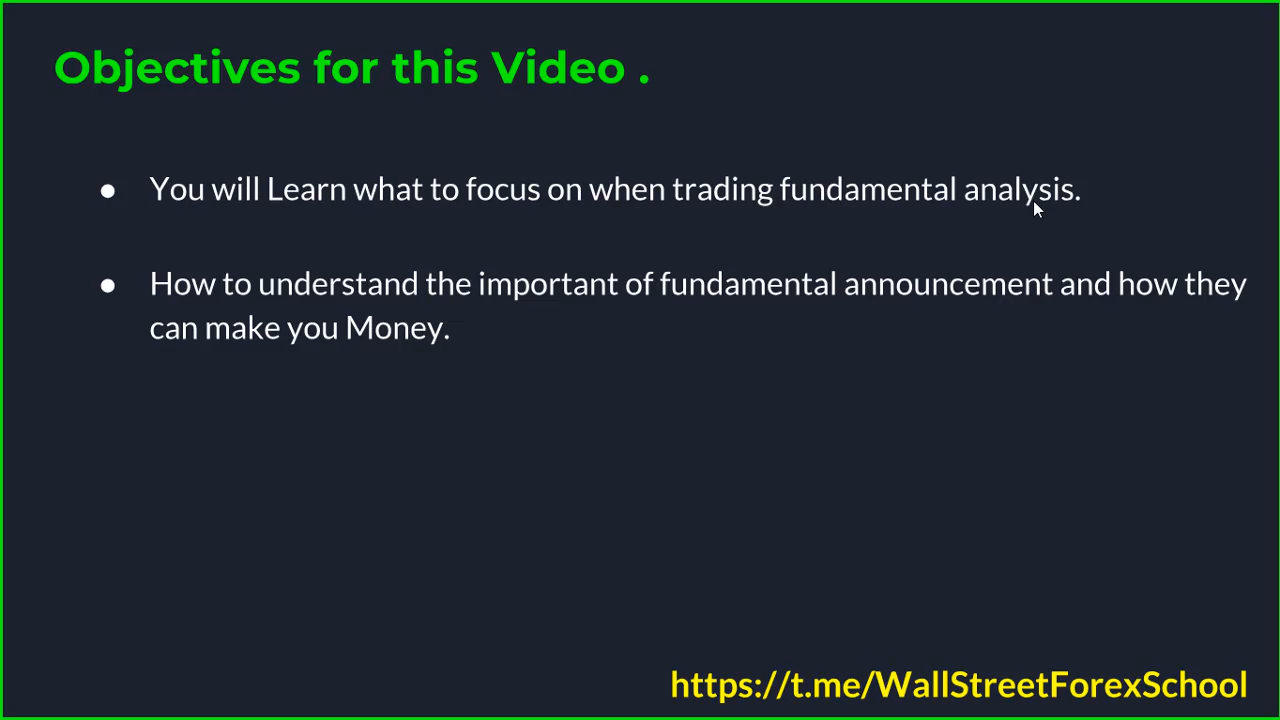 Objectives for this Video .
● You will Learn what to focus on when trading fundamental analysis.
● How to understand the important of fundamental announcement and how they
can make you Money.
https://t.me/WallStreetForexSchool